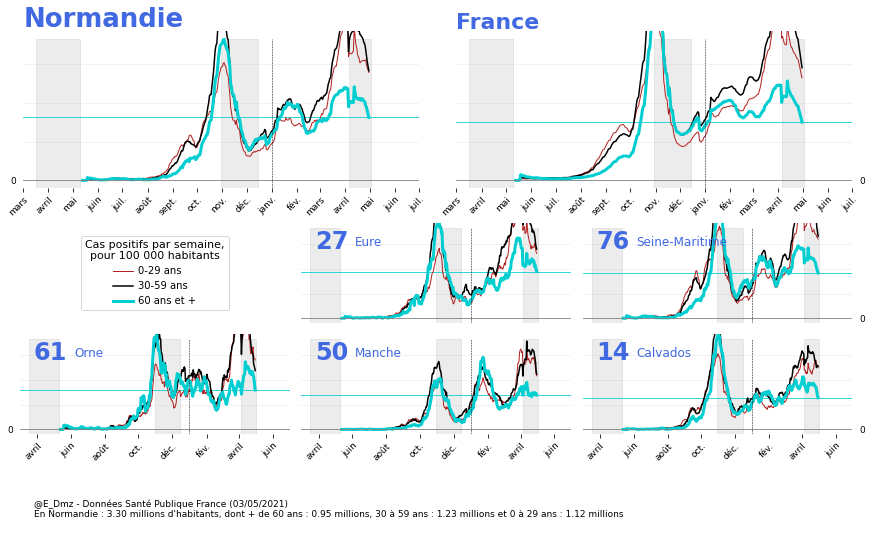 Normandie
France
0
mars avril mai juin juil. août sept. oct. nov. déc. janv. fév. mars avril mai juin juil.
mars avril mai juin juil. août sept. oct. nov. déc. janv. fév. mars avril mai juin juil.
0
Cas positifs par semaine,
pour 100 000 habitants
0-29 ans
30-59 ans
60 ans et +
27 Eure
76 Seine-Maritime
0
61 Orne
50 Manche
14 Calvados
0
0
avril juin août oct. déc. fév. avril juin
avril juin août oct. déc. fév. avril juin
avril juin août oct. déc. fév. avril juin
@E_Dmz - Données Santé Publique France (03/05/2021)
En Normandie : 3.30 millions d'habitants, dont + de 60 ans : 0.95 millions, 30 à 59 ans : 1.23 millions et 0 à 29 ans : 1.12 millions